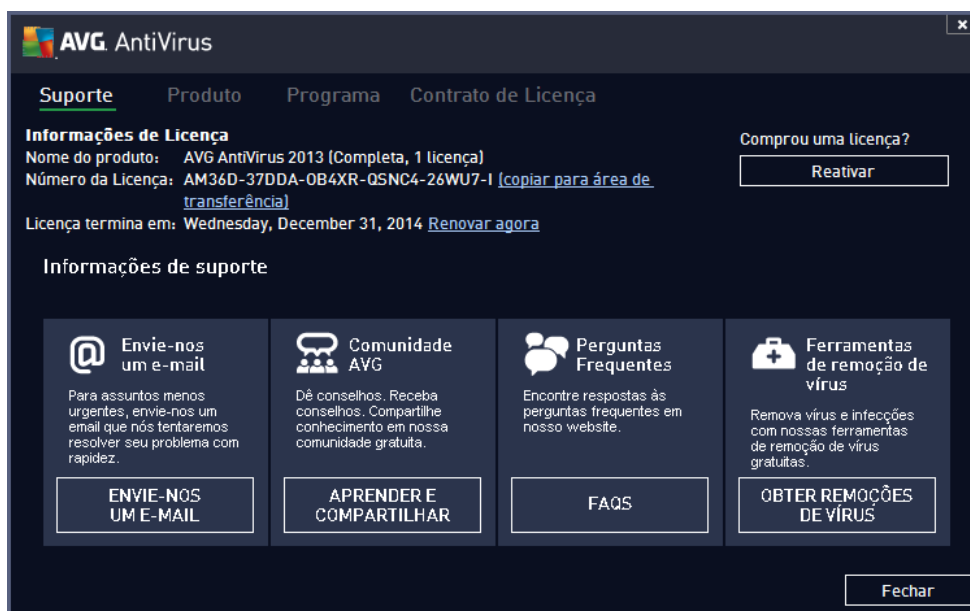 AVG. AntiVirus
x
Suporte Produto Programa Contrato de Licença
Informações de Licença
Nome do produto: AVG AntiVirus 2013 (Completa, 1 licença)
Número da Licença: AM36D-37DDA-OB4XR-QSNC4-26WU7-I (copiar para área de
transferência)
Licença termina em: Wednesday, December 31, 2014 Renovar agora
Comprou uma licença?
Reativar
Informações de suporte
Envie-nos
um e-mail
Para assuntos menos
urgentes, envie-nos um
email que nós tentaremos
resolver seu problema com
rapidez.
ENVIE-NOS
UM E-MAIL
Comunidade
AVG
Dê conselhos. Receba
conselhos. Compartilhe
conhecimento em nossa
comunidade gratuita.
APRENDER E
COMPARTILHAR
Perguntas
Frequentes
Encontre respostas às
perguntas frequentes em
nosso website.
FAQS
Ferramentas
de remoção de
vírus
Remova vírus e infecções
com nossas ferramentas
de remoção de vírus
gratuitas.
OBTER REMOÇÕES
DE VÍRUS
Fechar